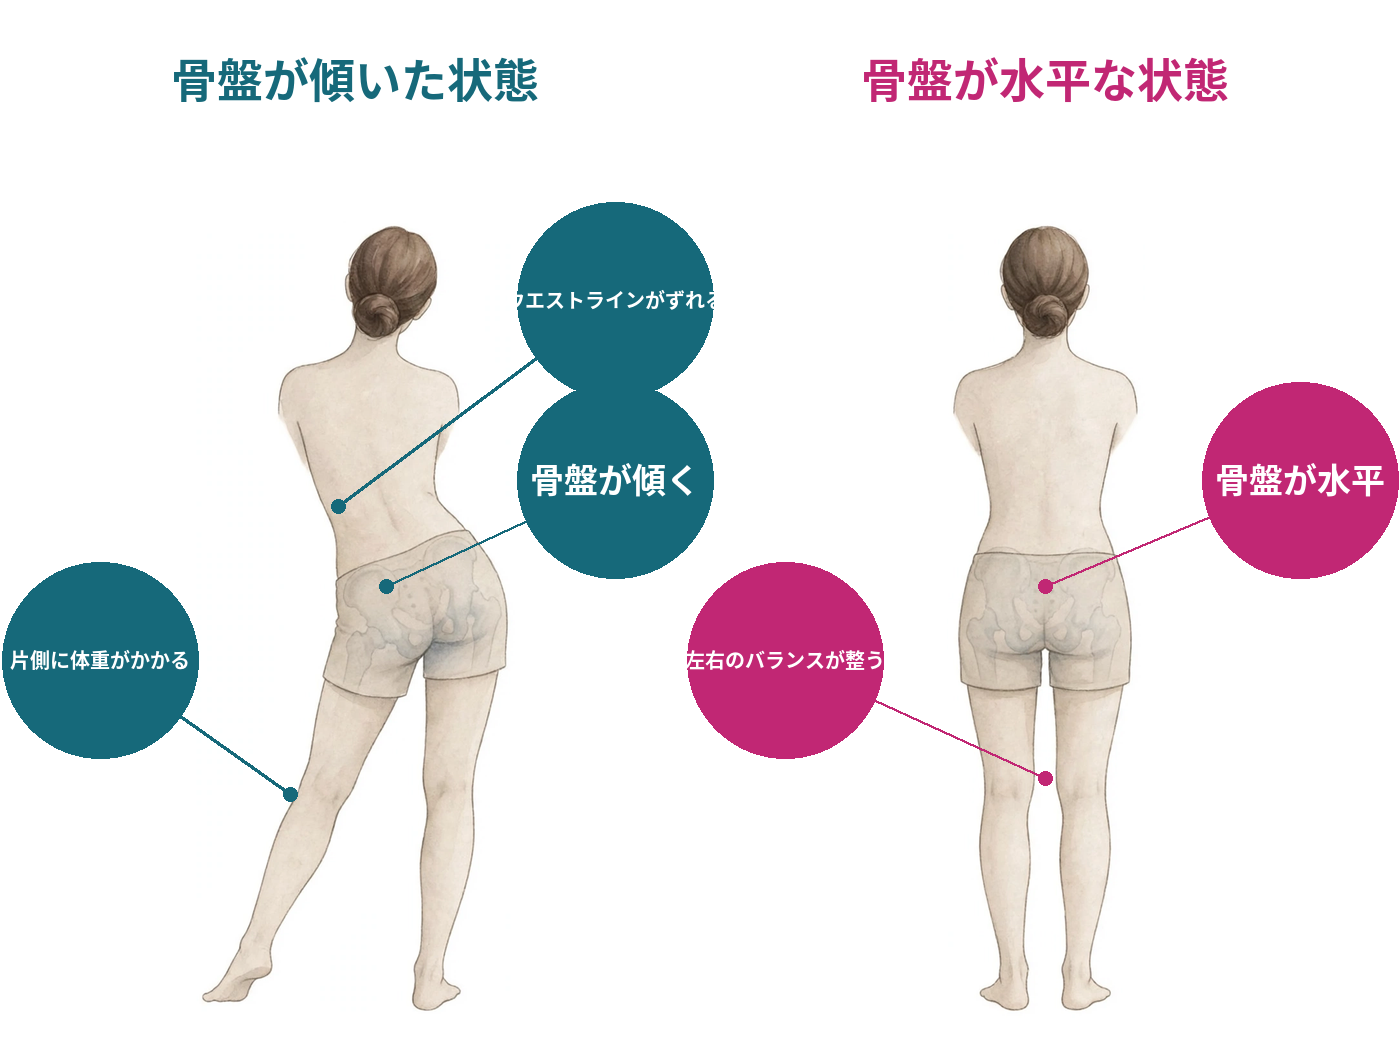 骨盤が傾いた状態
骨盤が水平な状態
ウエストラインがずれる
骨盤が傾く
片側に体重がかかる
骨盤が水平
左右のバランスが整う